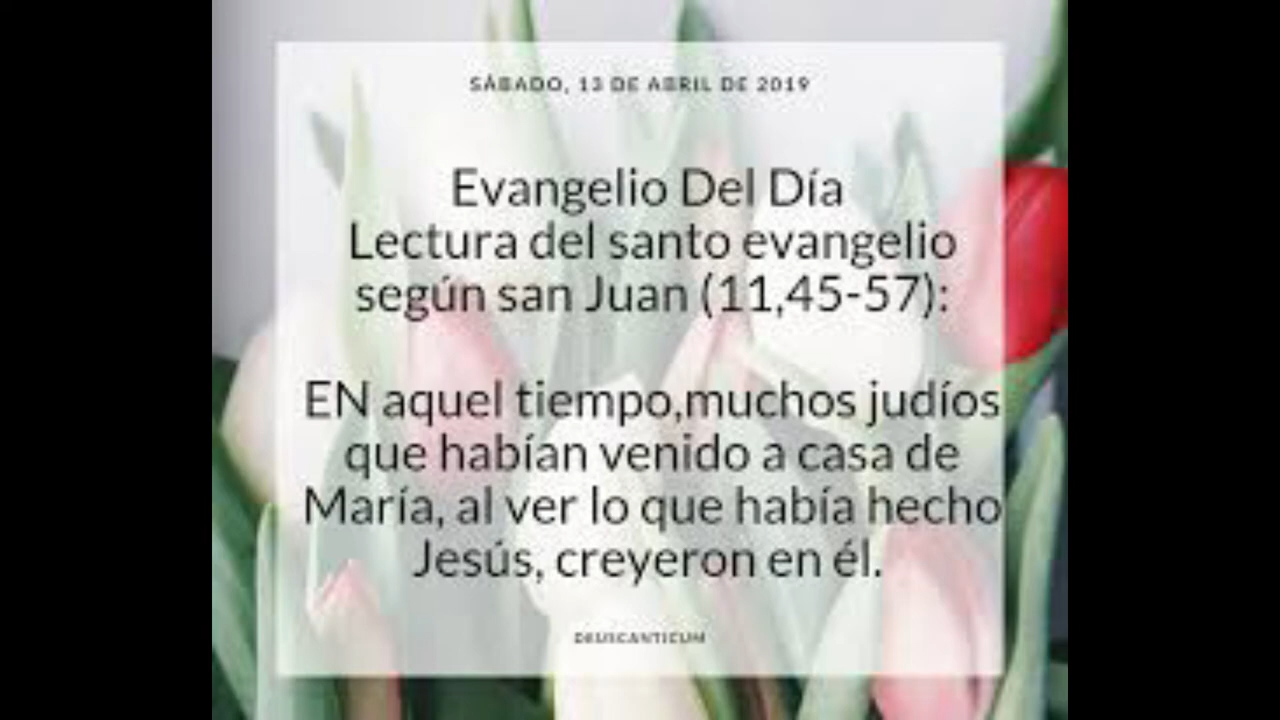 SÁBADO, 13 DE ABRIL DE 2019
Evangelio Del Día
Lectura del santo evangelio
según san Juan (11,45-57):
EN aquel tiempo,muchos judíos
que habían venido a casa de
María, al ver lo que había hecho
Jesús, creyeron en él.
DEUSCANTICUM